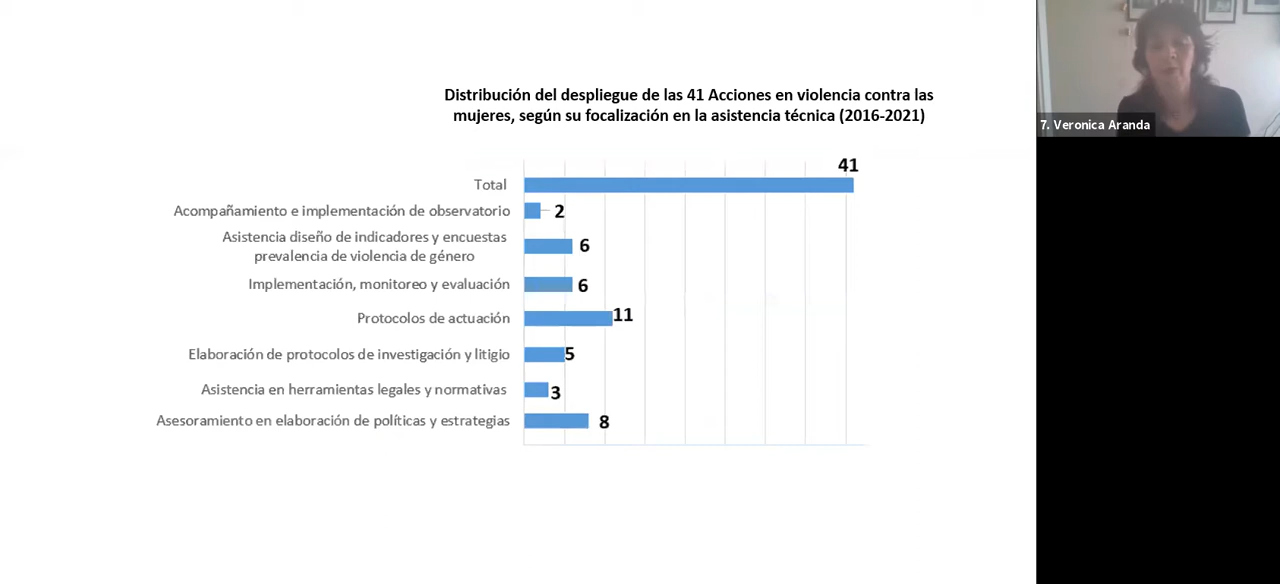 Distribución del despliegue de las 41 Acciones en violencia contra las
mujeres, según su focalización en la asistencia técnica (2016-2021)
Total
41
Acompañamiento e implementación de observatorio
2
Asistencia diseño de indicadores y encuestas
prevalencia de violencia de género
6
Implementación, monitoreo y evaluación
6
Protocolos de actuación
11
Elaboración de protocolos de investigación y litigio
5
Asistencia en herramientas legales y normativas
3
Asesoramiento en elaboración de políticas y estrategias
8
7. Veronica Aranda